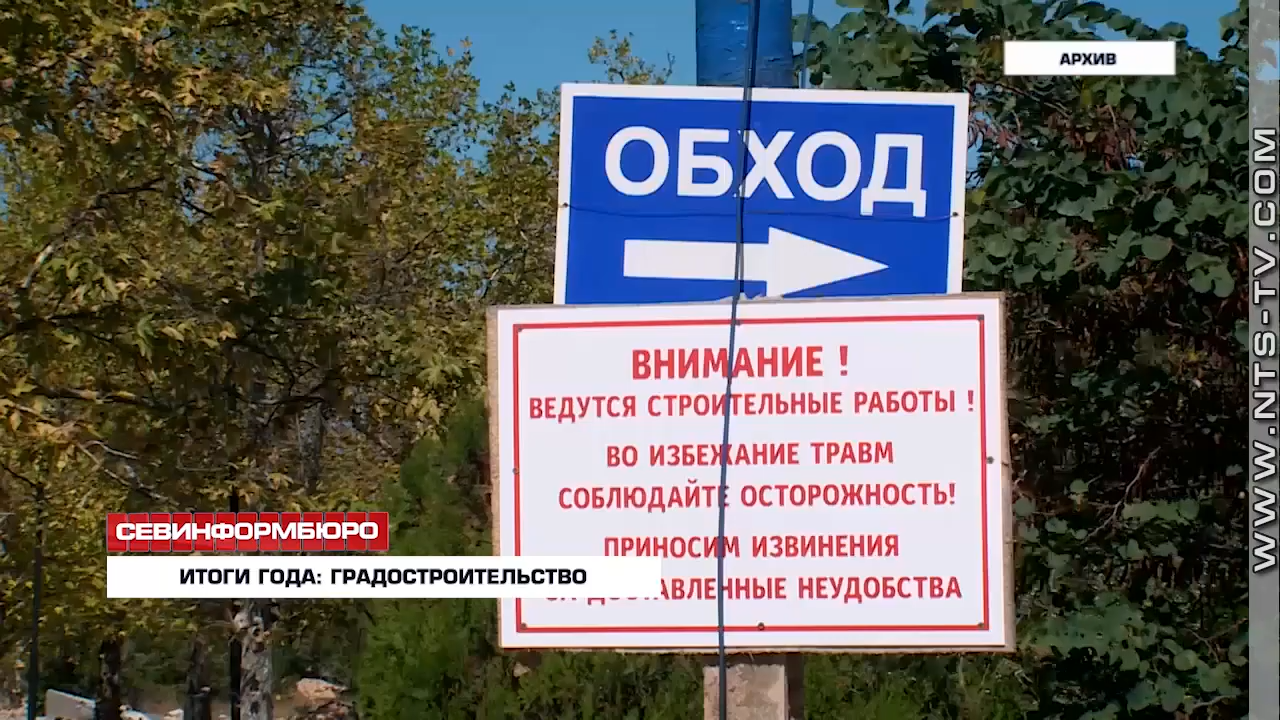 АРХИВ
ОБХОД
ВНИМАНИЕ !
ВЕДУТСЯ СТРОИТЕЛЬНЫЕ РАБОТЫ !
ВО ИЗБЕЖАНИЕ ТРАВМ
СОБЛЮДАЙТЕ ОСТОРОЖНОСТЬ!
ПРИНОСИМ ИЗВИНЕНИЯ
ДОСТАВЛЕННЫЕ НЕУДОБСТВА
СЕВИНФОРМБЮРО
ИТОГИ ГОДА: ГРАДОСТРОИТЕЛЬСТВО
WWW.NTS-TV.COM